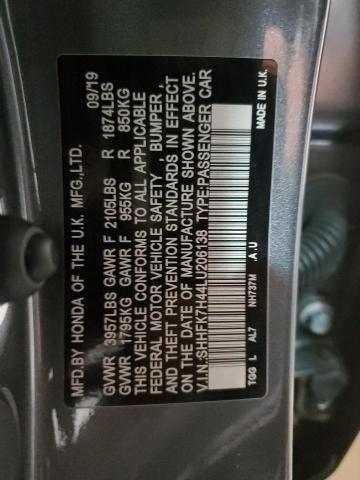 MFD.BY HONDA OF THE U.K. MFG.,LTD. 09/19
GVWR 3957LBS GAWR F 2105LBS R 1874LBS
GVWR 1795KG GAWR F 955KG R 850KG
THIS VEHICLE CONFORMS TO ALL APPLICABLE
FEDERAL MOTOR VEHICLE SAFETY , BUMPER ,
AND THEFT PREVENTION STANDARDS IN EFFECT
ON THE DATE OF MANUFACTURE SHOWN ABOVE.
V.I.N.:SHHFK7H44LU206138 TYPE:PASSENGER CAR
TGG L AL7 NH737M .A.U MADE IN U.K.